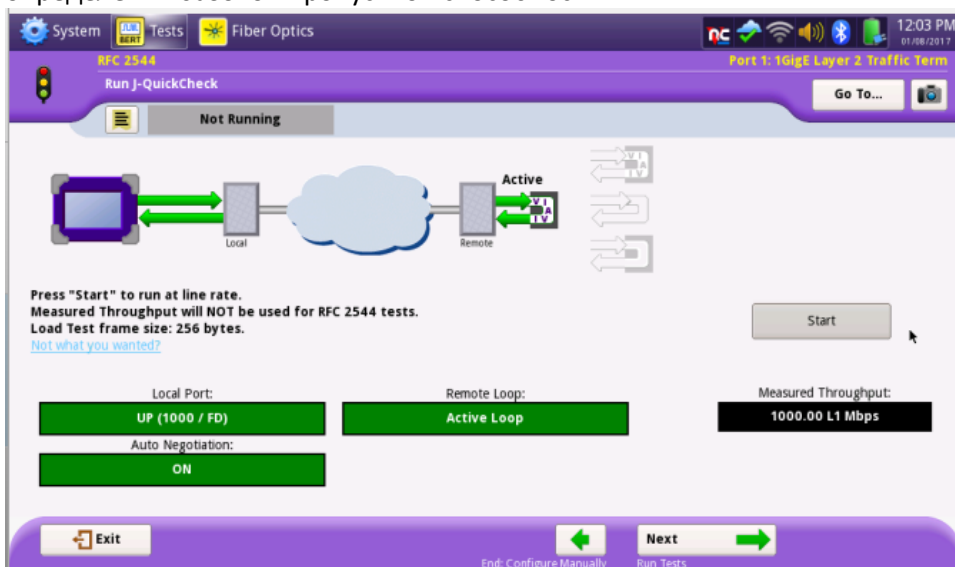 System
JLRL BERT
Tests
Fiber Optics
12:03 PM
01/08/2017
RFC 2544
Port 1: 1GigE Layer 2 Traffic Term
Run J-QuickCheck
Go To...
Not Running
Active
VIAVI
VIAVI
Local
Remote
Press "Start" to run at line rate.
Measured Throughput will NOT be used for RFC 2544 tests.
Load Test frame size: 256 bytes.
Not what you wanted?
Start
Local Port:
Remote Loop:
Measured Throughput:
UP (1000 / FD)
Active Loop
1000.00 L1 Mbps
Auto Negotiation:
ON
Exit
Next
End: Configure Manually
Run Tests